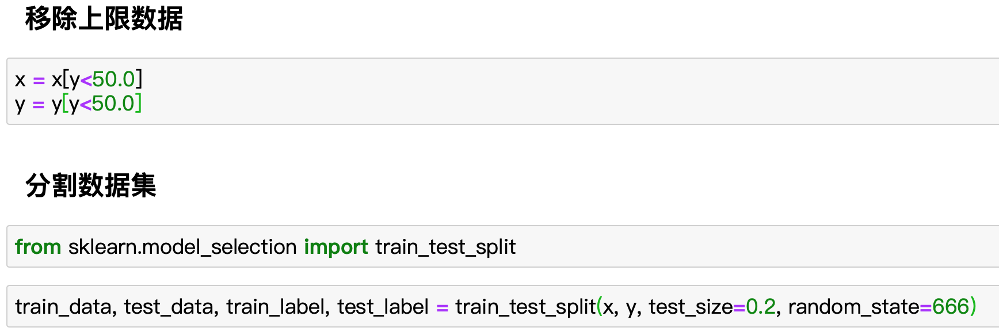 移除上限数据
x = x[y<50.0]
y = y[y<50.0]
分割数据集
from sklearn.model_selection import train_test_split
train_data, test_data, train_label, test_label = train_test_split(x, y, test_size=0.2, random_state=666)